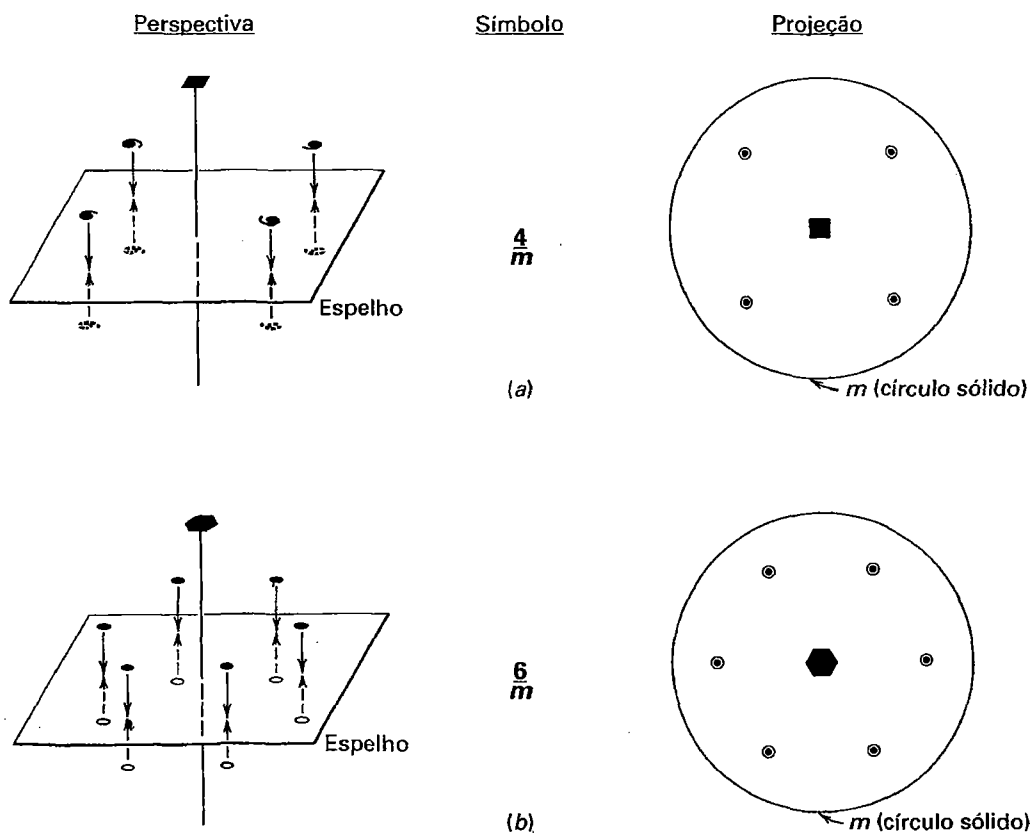 Perspectiva Símbolo Projeção
4
m
Espelho
m (círculo sólido)
(a)
6
m
Espelho
m (círculo sólido)
(b)